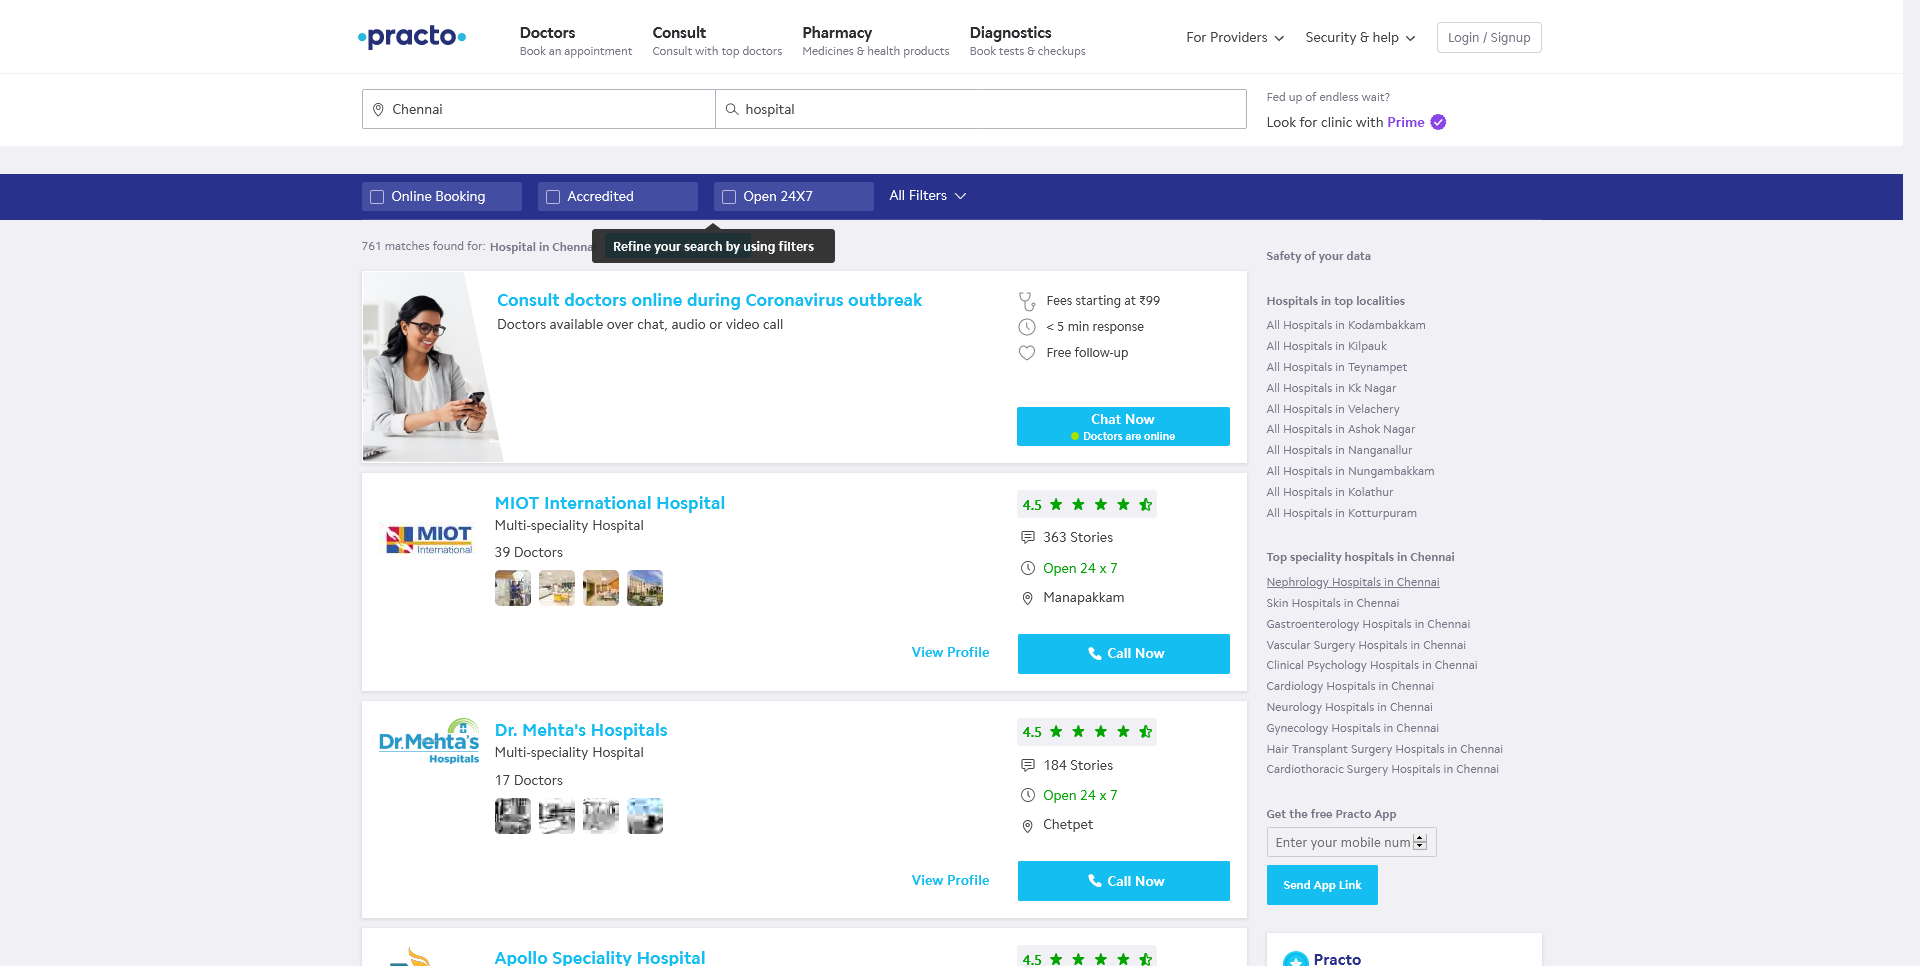 practo
Doctors
Book an appointment
Consult
Consult with top doctors
Pharmacy
Medicines & health products
Diagnostics
Book tests & checkups
For Providers
Security & help
Login / Signup
Chennai
hospital
Fed up of endless wait?
Look for clinic with Prime
Online Booking
Accredited
Open 24X7
All Filters
761 matches found for: Hospital in Chenna
Refine your search by using filters
Consult doctors online during Coronavirus outbreak
Doctors available over chat, audio or video call
Fees starting at ₹99
< 5 min response
Free follow-up
Chat Now
Doctors are online
MIOT
International
MIOT International Hospital
Multi-speciality Hospital
39 Doctors
4.5
363 Stories
Open 24 x 7
Manapakkam
View Profile
Call Now
Dr.Mehta's
Hospitals
Dr. Mehta's Hospitals
Multi-speciality Hospital
17 Doctors
4.5
184 Stories
Open 24 x 7
Chetpet
View Profile
Call Now
Apollo Speciality Hospital
4.5
Safety of your data
Hospitals in top localities
All Hospitals in Kodambakkam
All Hospitals in Kilpauk
All Hospitals in Teynampet
All Hospitals in Kk Nagar
All Hospitals in Velachery
All Hospitals in Ashok Nagar
All Hospitals in Nanganallur
All Hospitals in Nungambakkam
All Hospitals in Kolathur
All Hospitals in Kotturpuram
Top speciality hospitals in Chennai
Nephrology Hospitals in Chennai
Skin Hospitals in Chennai
Gastroenterology Hospitals in Chennai
Vascular Surgery Hospitals in Chennai
Clinical Psychology Hospitals in Chennai
Cardiology Hospitals in Chennai
Neurology Hospitals in Chennai
Gynecology Hospitals in Chennai
Hair Transplant Surgery Hospitals in Chennai
Cardiothoracic Surgery Hospitals in Chennai
Get the free Practo App
Enter your mobile num
Send App Link
Practo